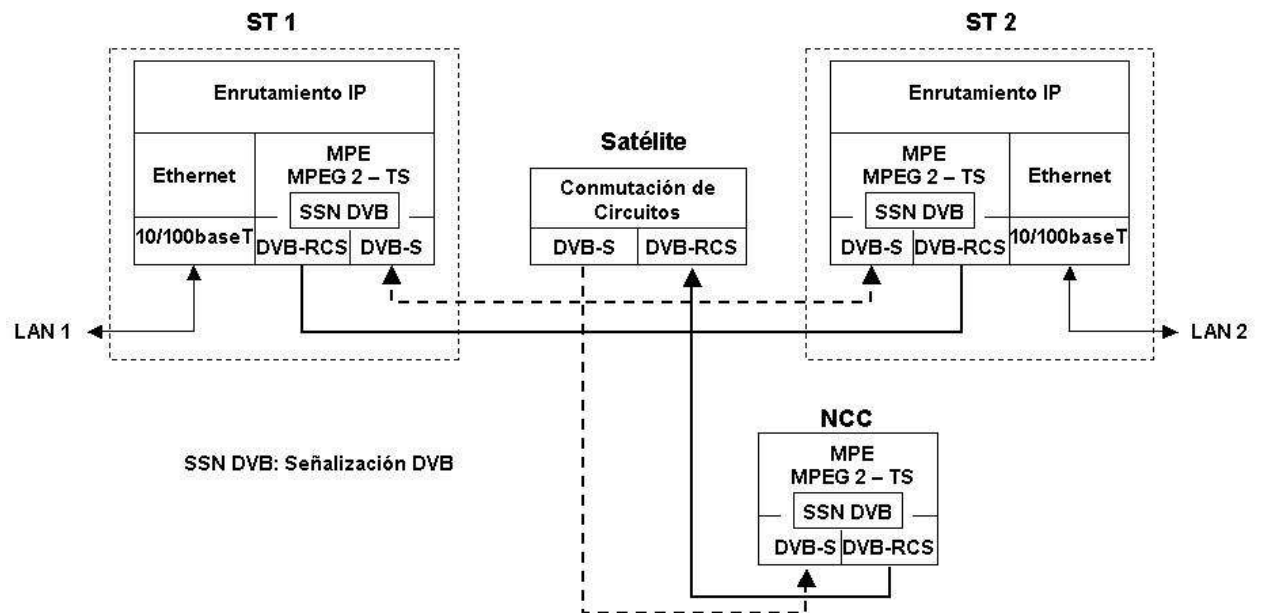 ST 1
Enrutamiento IP
Ethernet
MPE
MPEG 2 – TS
SSN DVB
10/100baseT
DVB-RCS
DVB-S
LAN 1
Satélite
Conmutación de
Circuitos
DVB-S
DVB-RCS
ST 2
Enrutamiento IP
MPE
MPEG 2 – TS
Ethernet
SSN DVB
DVB-S
DVB-RCS
10/100baseT
LAN 2
NCC
MPE
MPEG 2 – TS
SSN DVB
DVB-S
DVB-RCS
SSN DVB: Señalización DVB